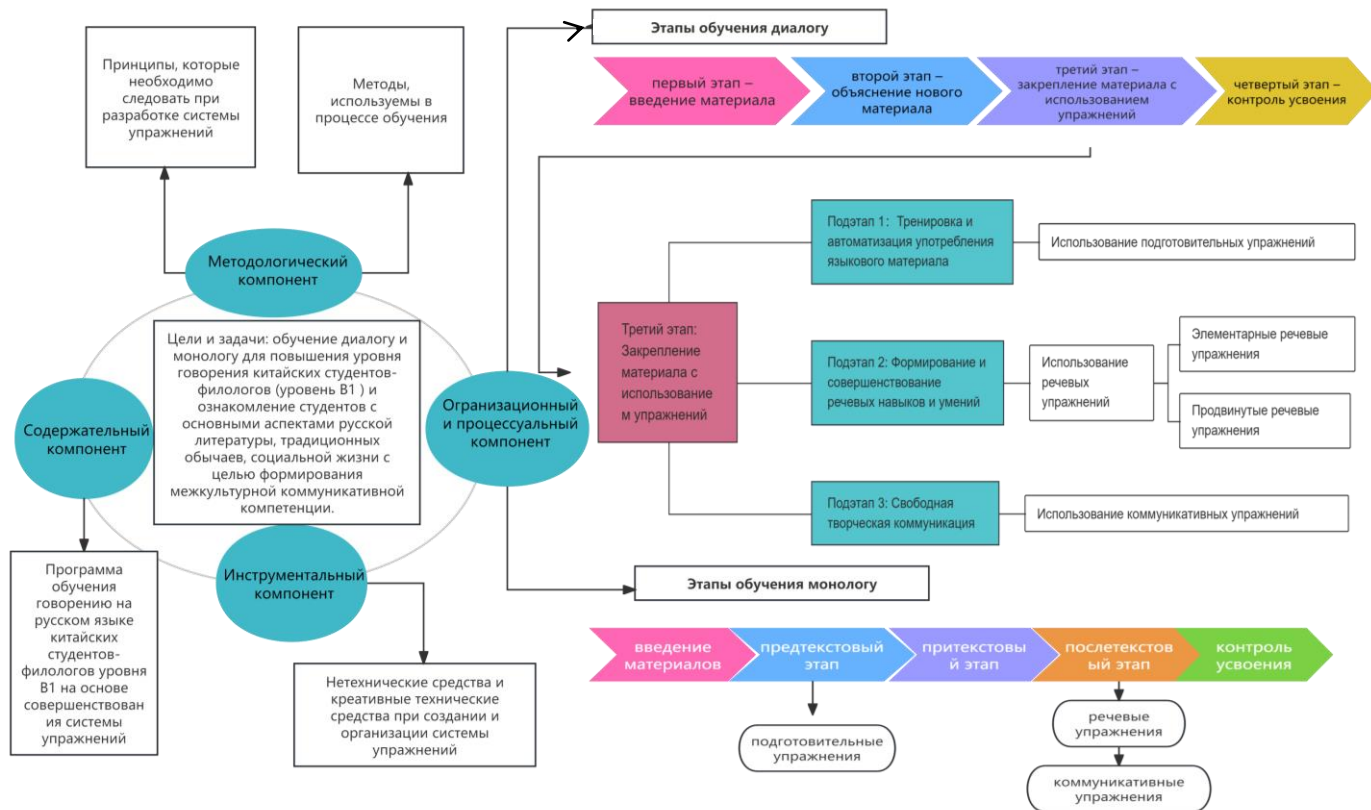 Принципы, которые
необходимо
следовать при
разработке системы
упражнений
Методы,
используемы в
процессе обучения
Методологический
компонент
Цели и задачи: обучение диалогу и
монологу для повышения уровня
говорения китайских студентов-
филологов (уровень B1 ) и
ознакомление студентов с
основными аспектами русской
литературы, традиционных
обычаев, социальной жизни с
целью формирования
межкультурной коммуникативной
компетенции.
Содержательный
компонент
Огранизационный
и процессуальный
компонент
Инструментальный
компонент
Программа
обучения
говорению на
русском языке
китайских
студентов-
филологов уровня
B1 на основе
совершенствован
ия системы
упражнений
Нетехнические средства и
креативные технические
средства при создании и
организации системы
упражнений
Этапы обучения диалогу
первый этап –
введение материала
второй этап –
объяснение нового
материала
третий этап –
закрепление материала с
использованием
упражнений
четвертый этап –
контроль усвоения
Третий этап:
Закрепление
материала с
использование
м упражнений
Подэтап 1: Тренировка и
автоматизация употребления
языкового материала
Использование подготовительных упражнений
Подэтап 2: Формирование и
совершенствование
речевых навыков и умений
Использование
речевых
упражнений
Элементарные речевые
упражнения
Продвинутые речевые
упражнения
Подэтап 3: Свободная
творческая коммуникация
Использование коммуникативных упражнений
Этапы обучения монологу
введение
материалов
предтекстовый
этап
притекстовы
й этап
послетекстов
ый этап
контроль
усвоения
подготовительные
упражнения
речевые
упражнения
коммуникативные
упражнения